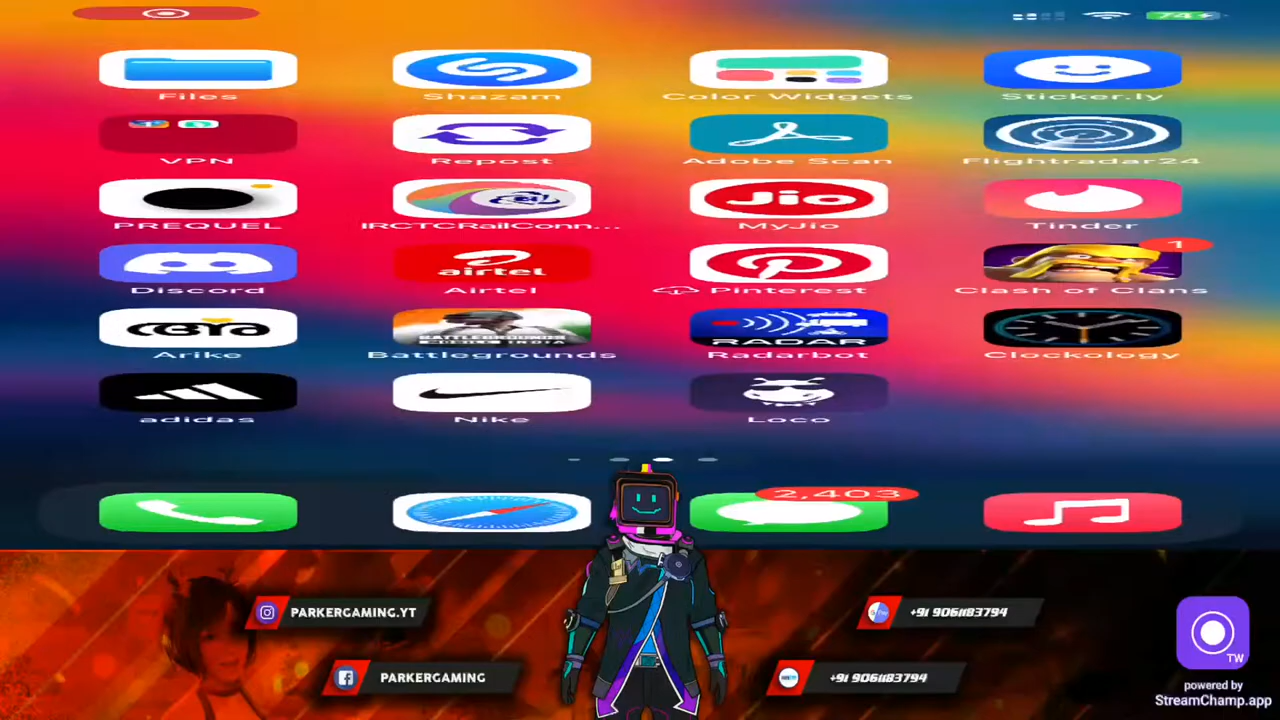 74
Files
Shazam
Color Widgets
Sticker.ly
VPN
Repost
Adobe Scan
Flightradar24
PREQUEL
IRCTCRailConn...
Jio
MyJio
Tinder
Discord
airtel
Airtel
Pinterest
1
Clash of Clans
Arike
BATTLEGROUNDS
Battlegrounds
RADAR
Radarbot
Clockology
adidas
Nike
Loco
2,403
PARKERGAMING.YT
+91 9061183794
PARKERGAMING
+91 9061183794
TW
powered by
StreamChamp.app